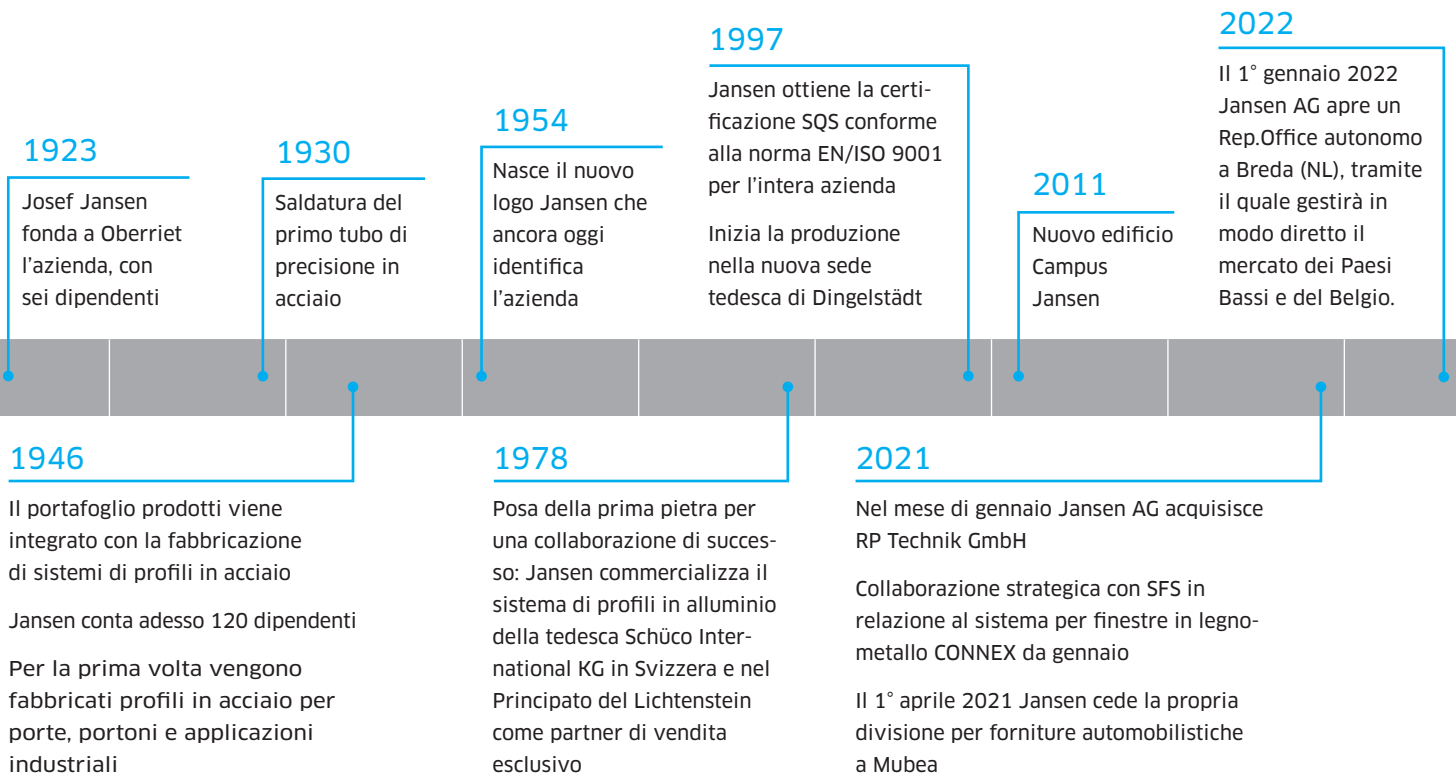 1923
Josef Jansen
fonda a Oberriet
l'azienda, con
sei dipendenti
1930
Saldatura del
primo tubo di
precisione in
acciaio
1954
Nasce il nuovo
logo Jansen che
ancora oggi
identifica
l'azienda
1997
Jansen ottiene la certi-
ficazione SQS conforme
alla norma EN/ISO 9001
per l'intera azienda
Inizia la produzione
nella nuova sede
tedesca di Dingelstädt
2011
Nuovo edificio
Campus
Jansen
2022
Il 1° gennaio 2022
Jansen AG apre un
Rep.Office autonomo
a Breda (NL), tramite
il quale gestirà in
modo diretto il
mercato dei Paesi
Bassi e del Belgio.
1946
Il portafoglio prodotti viene
integrato con la fabbricazione
di sistemi di profili in acciaio
Jansen conta adesso 120 dipendenti
Per la prima volta vengono
fabbricati profili in acciaio per
porte, portoni e applicazioni
industriali
1978
Posa della prima pietra per
una collaborazione di succes-
so: Jansen commercializza il
sistema di profili in alluminio
della tedesca Schüco Inter-
national KG in Svizzera e nel
Principato del Lichtenstein
come partner di vendita
esclusivo
2021
Nel mese di gennaio Jansen AG acquisisce
RP Technik GmbH
Collaborazione strategica con SFS in
relazione al sistema per finestre in legno-
metallo CONNEX da gennaio
Il 1° aprile 2021 Jansen cede la propria
divisione per forniture automobilistiche
a Mubea